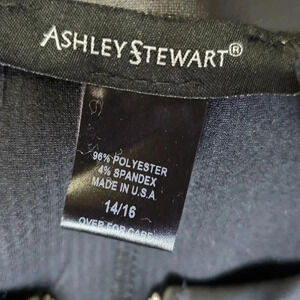 ASHLEY STEWART®
96% POLYESTER
4% SPANDEX
MADE IN U.S.A
14/16
OVER FOR CARE